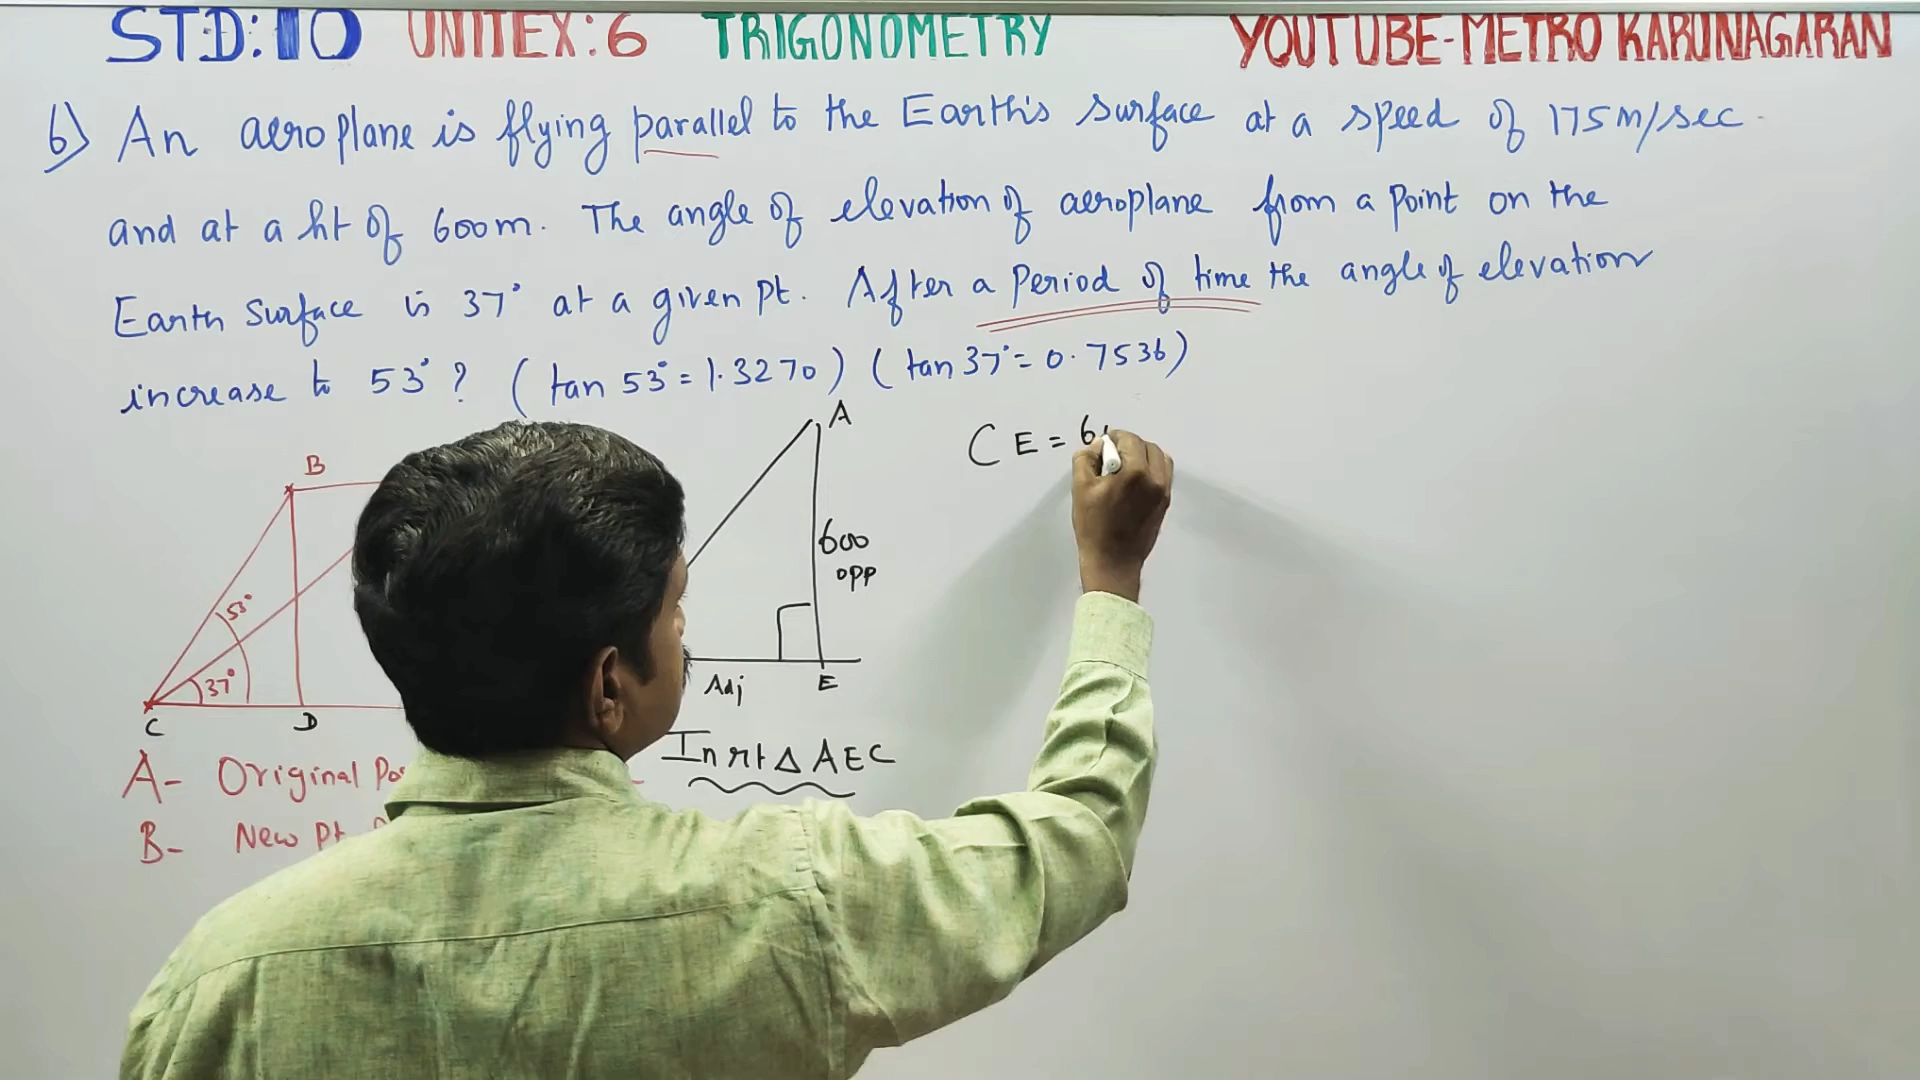 STD:10 UNIT EX:6 TRIGONOMETRY YOUTUBE-METRO KARUNAGARAN
6) An aeroplane is flying parallel to the Earth's surface at a speed of 175m/sec.
and at a ht of 600m. The angle of elevation of aeroplane from a Point on the
Earth Surface is 37° at a given pt. After a Period of time the angle of elevation
increase to 53°? (tan 53°=1.3270) (tan 37°=0.7536)
A
CE=6
B
600
opp
53°
37°
Adj E
C D
In rt △ AEC
A- Original
B- New Pt